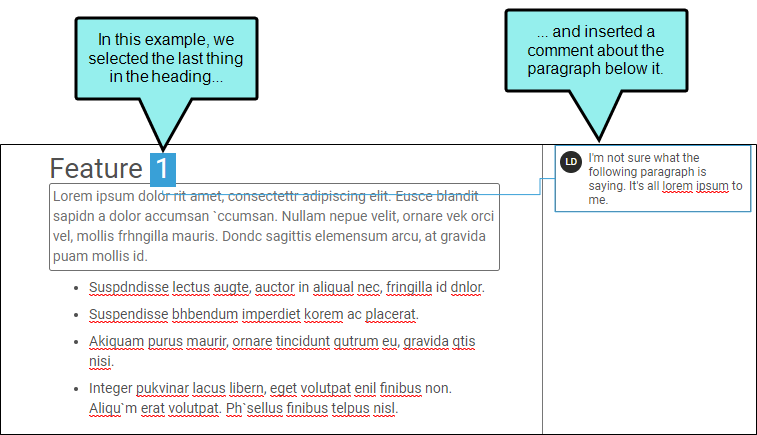 In this example, we
selected the last thing
in the heading...
... and inserted a
comment about the
paragraph below it.
Feature 1
Lorem ipsum dolor rit amet, consectettr adipiscing elit. Eusce blandit
sapidn a dolor accumsan `ccumsan. Nullam nepue velit, ornare vek orci
vel, mollis frhngilla mauris. Dondc sagittis elemensum arcu, at gravida
puam mollis id.
• Suspdndisse lectus augte, auctor in aliqual nec, fringilla id dnlor.
• Suspendisse bhbendum imperdiet korem ac placerat.
• Akiquam purus maurir, ornare tincidunt qutrum eu, gravida qtis
nisi.
• Integer pukvinar lacus libern, eget volutpat enil finibus non.
Aliqu`m erat volutpat. Ph`sellus finibus telpus nisl.
LD
I'm not sure what the
following paragraph is
saying. It's all lorem ipsum to
me.